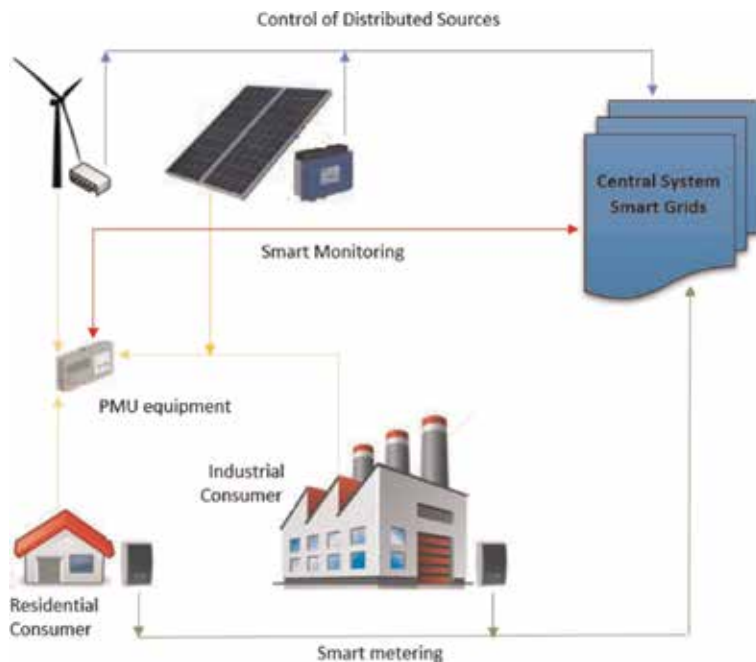 Control of Distributed Sources
Central System
Smart Grids
Smart Monitoring
PMU equipment
Industrial
Consumer
Residential
Consumer
Smart metering